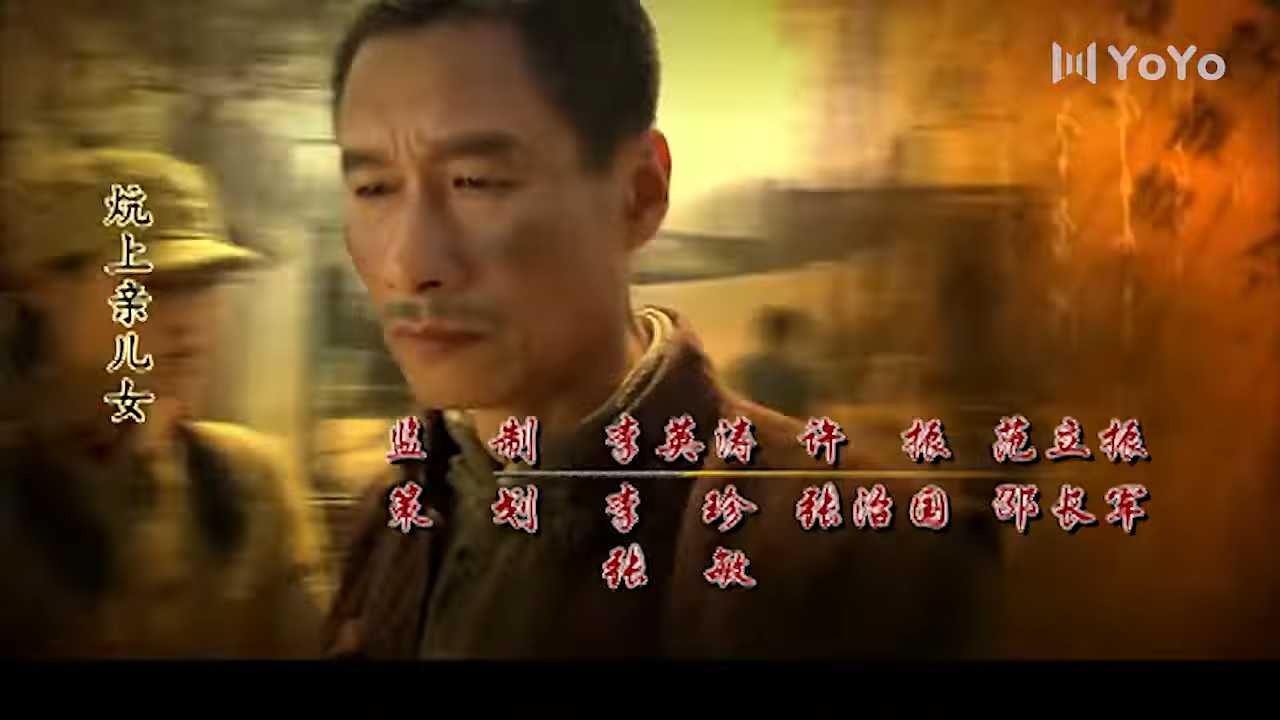 YoYo
炕上亲儿女
监 制 李英涛 许 振 范立振
策 划 李 珍 张治国 邵长军
张 敏